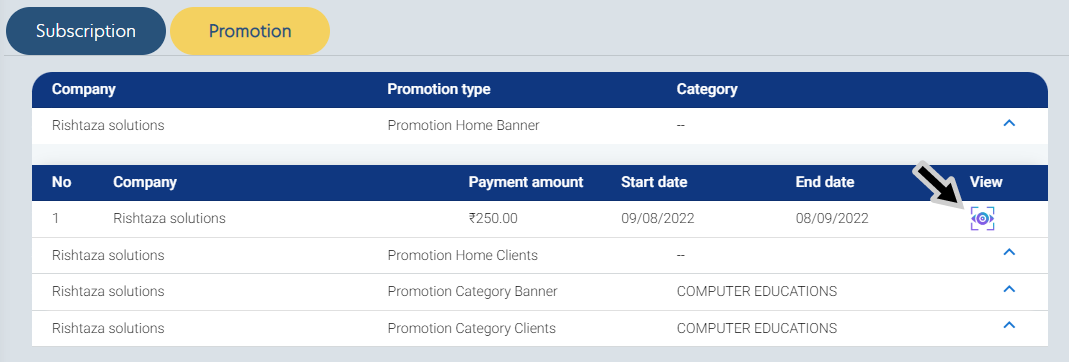 Subscription Promotion
Company Promotion type Category
Rishtaza solutions Promotion Home Banner --
No Company Payment amount Start date End date View
1 Rishtaza solutions ₹250.00 09/08/2022 08/09/2022
Rishtaza solutions Promotion Home Clients --
Rishtaza solutions Promotion Category Banner COMPUTER EDUCATIONS
Rishtaza solutions Promotion Category Clients COMPUTER EDUCATIONS